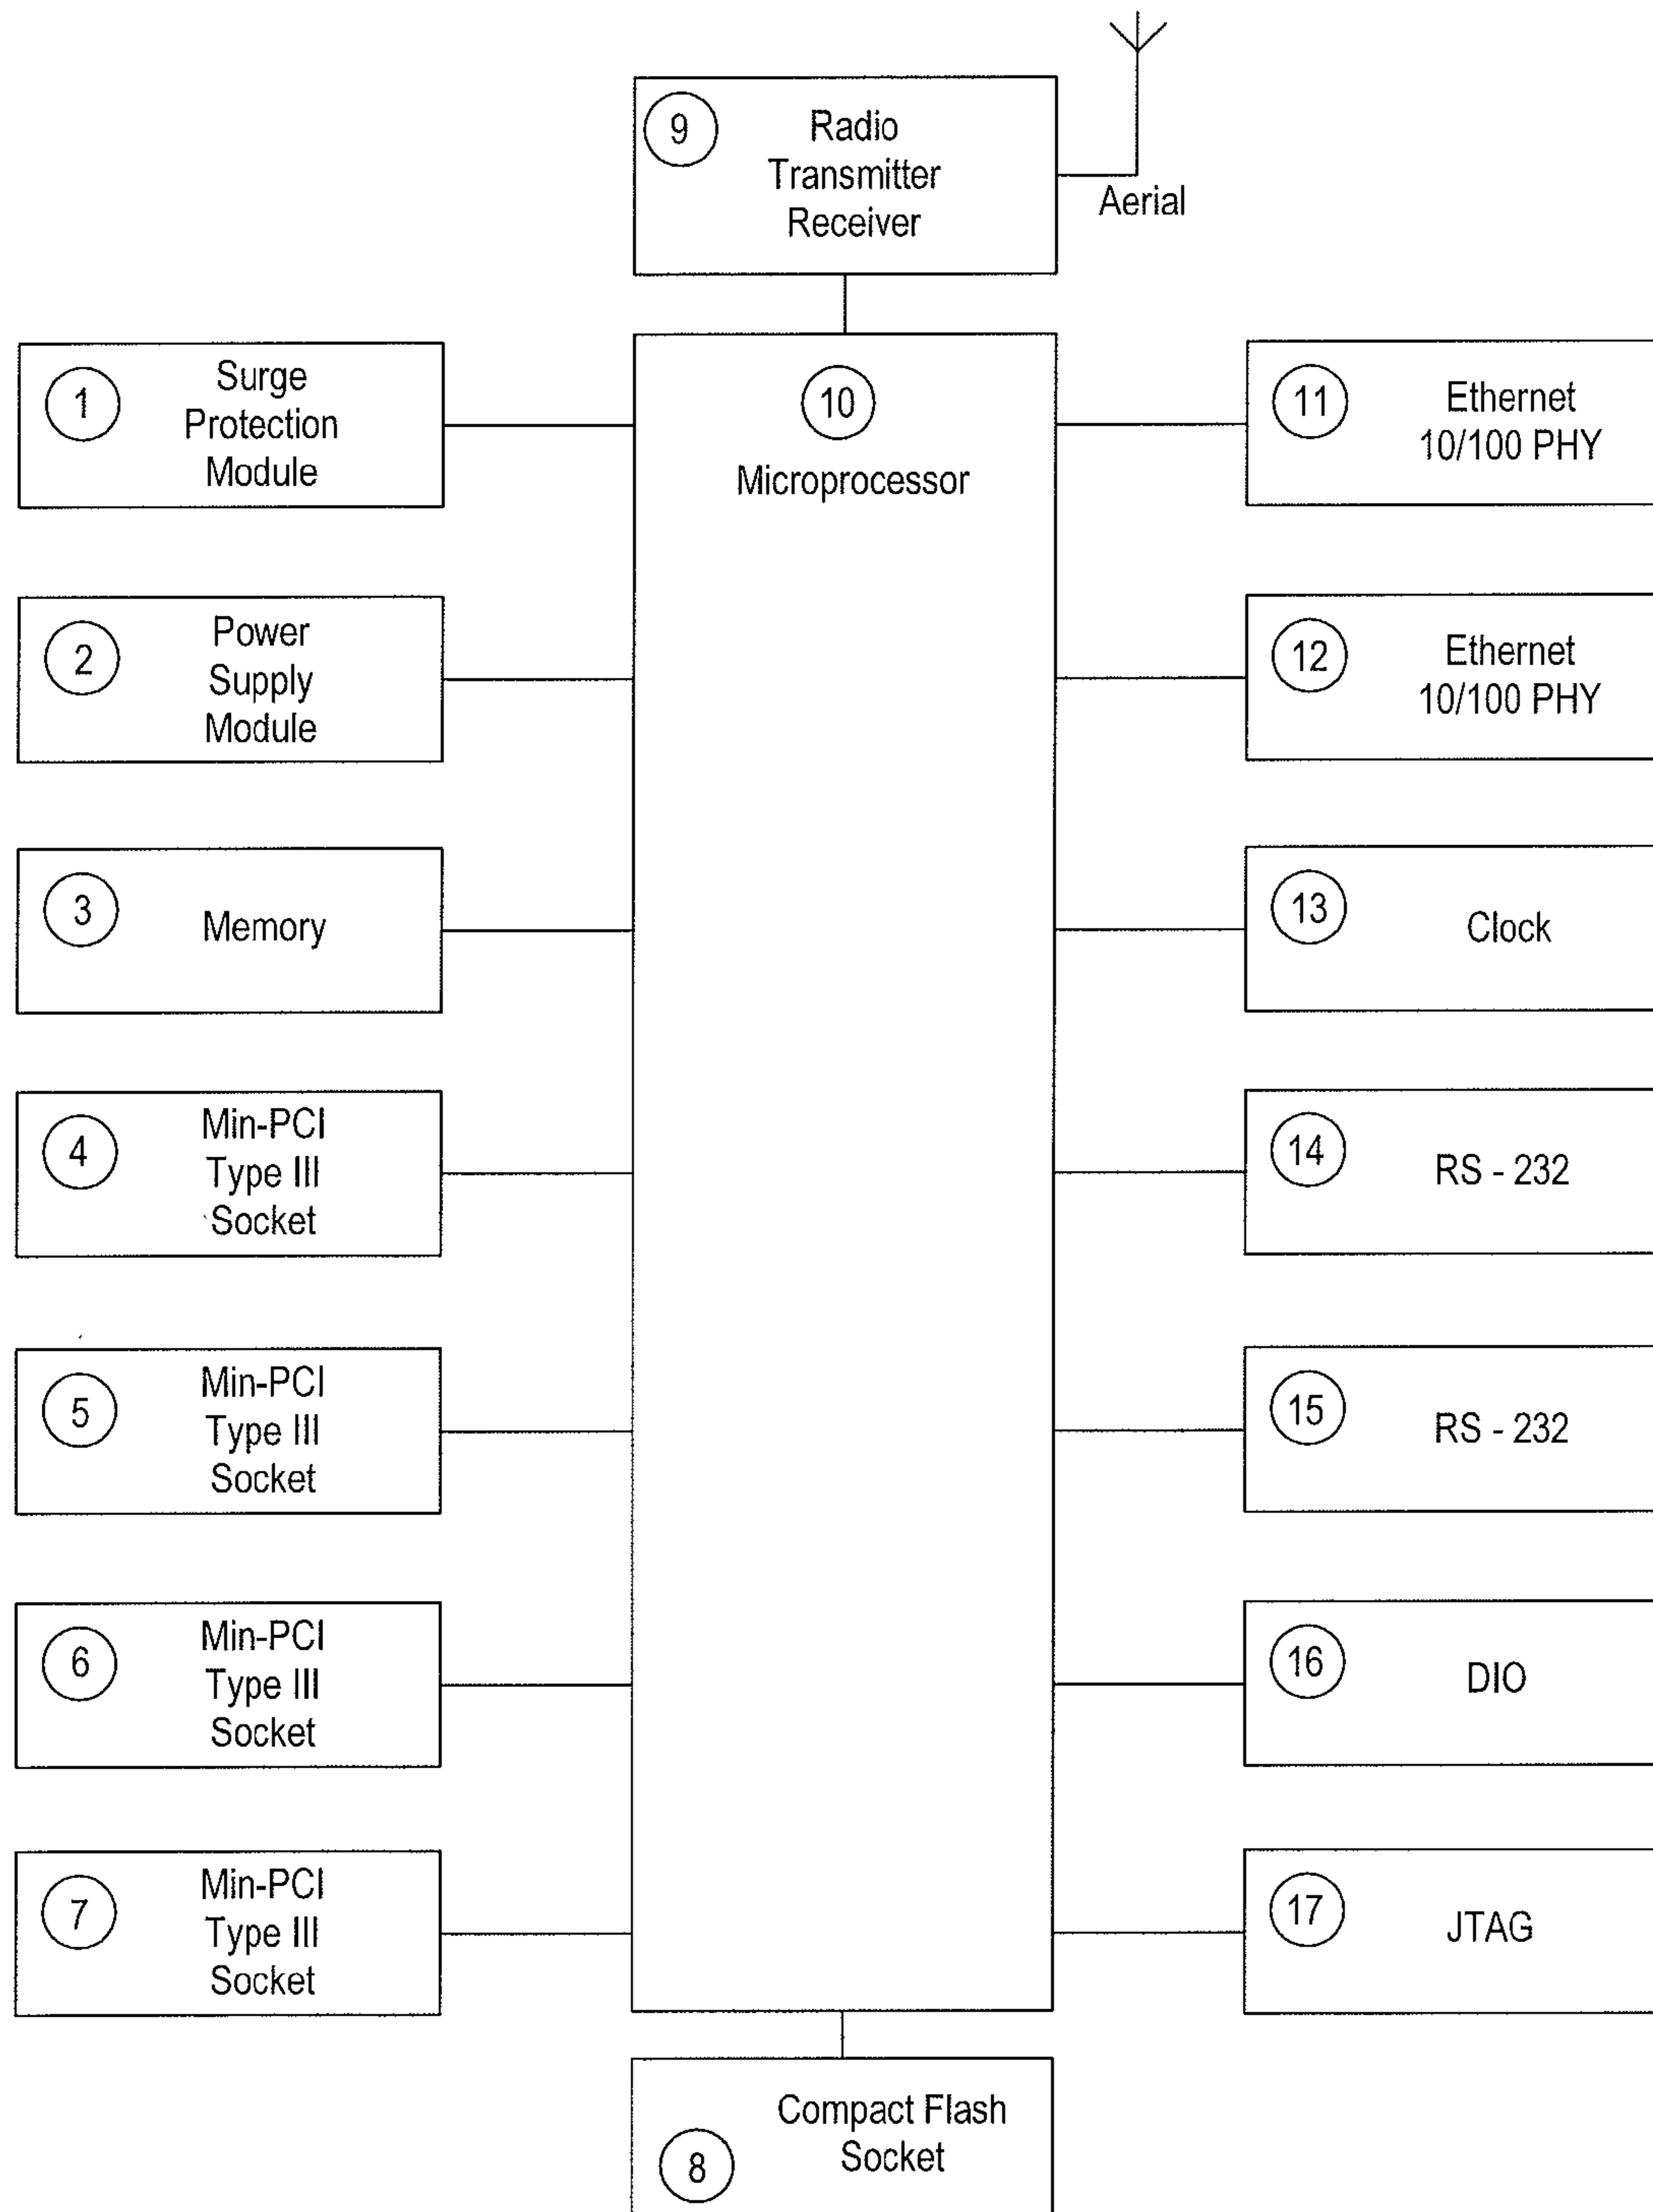 9
Radio
Transmitter
Receiver
Aerial
1
Surge
Protection
Module
2
Power
Supply
Module
3
Memory
4
Min-PCI
Type III
Socket
5
Min-PCI
Type III
Socket
6
Min-PCI
Type III
Socket
7
Min-PCI
Type III
Socket
10
Microprocessor
11
Ethernet
10/100 PHY
12
Ethernet
10/100 PHY
13
Clock
14
RS - 232
15
RS - 232
16
DIO
17
JTAG
8
Compact Flash
Socket